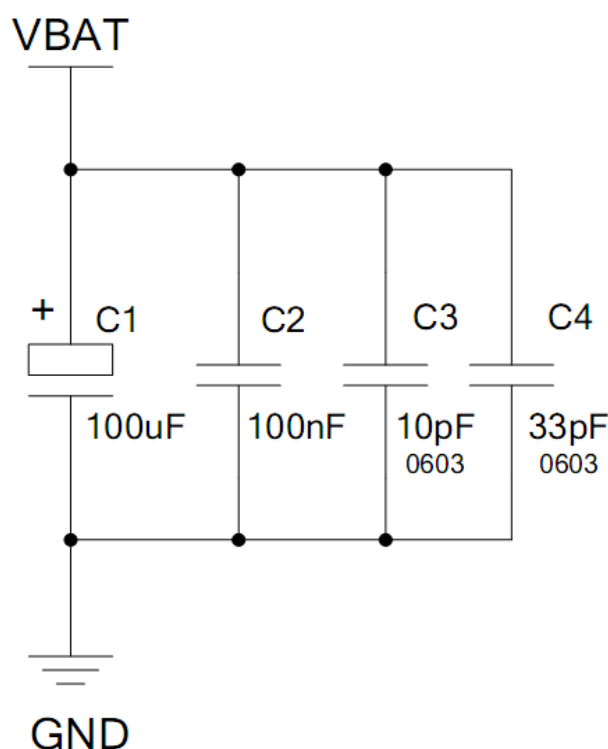 VBAT
+ C1 C2 C3 C4
100uF 100nF 10pF 33pF
0603 0603
GND